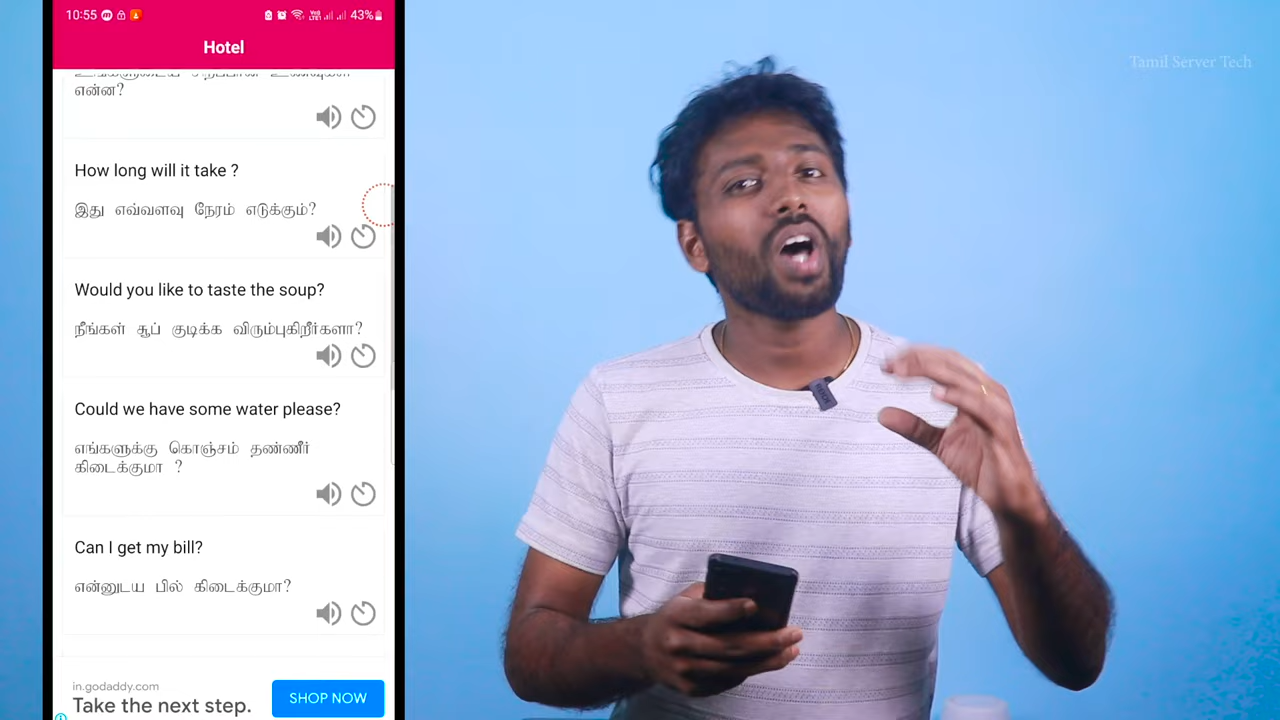 10:55
43%
Hotel
Tamil Server Tech
என்ன?
How long will it take ?
இது எவ்வளவு நேரம் எடுக்கும்?
Would you like to taste the soup?
நீங்கள் சூப் குடிக்க விரும்புகிறீர்களா?
Could we have some water please?
எங்களுக்கு கொஞ்சம் தண்ணீர்
கிடைக்குமா ?
Can I get my bill?
என்னுடய பில் கிடைக்குமா?
in.godaddy.com
Take the next step.
SHOP NOW